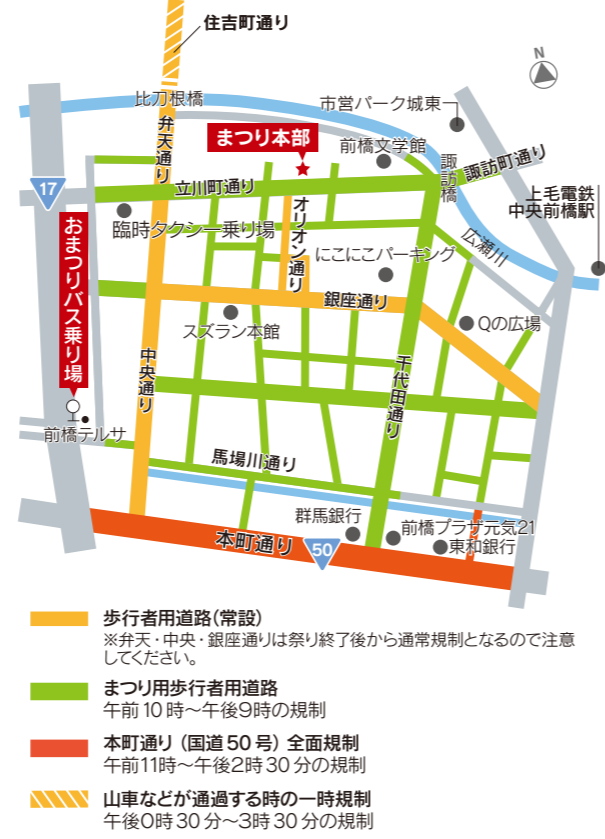 住吉町通り
N
比刀根橋
市営パーク城東
まつり本部
前橋文学館
弁天通り
諏訪橋
諏訪町通り
17
立川町通り
上毛電鉄
中央前橋駅
臨時タクシー乗り場
オリオン通り
広瀬川
にこにこパーキング
おまつりバス乗り場
銀座通り
スズラン本館
Qの広場
中央通り
千代田通り
前橋テルサ
馬場川通り
群馬銀行
前橋プラザ元気21
本町通り
50
東和銀行
歩行者用道路(常設)
※弁天・中央・銀座通りは祭り終了後から通常規制となるので注意
してください。
まつり用歩行者用道路
午前10時～午後9時の規制
本町通り (国道50号) 全面規制
午前11時～午後2時30分の規制
山車などが通過する時の一時規制
午後0時30分～3時30分の規制